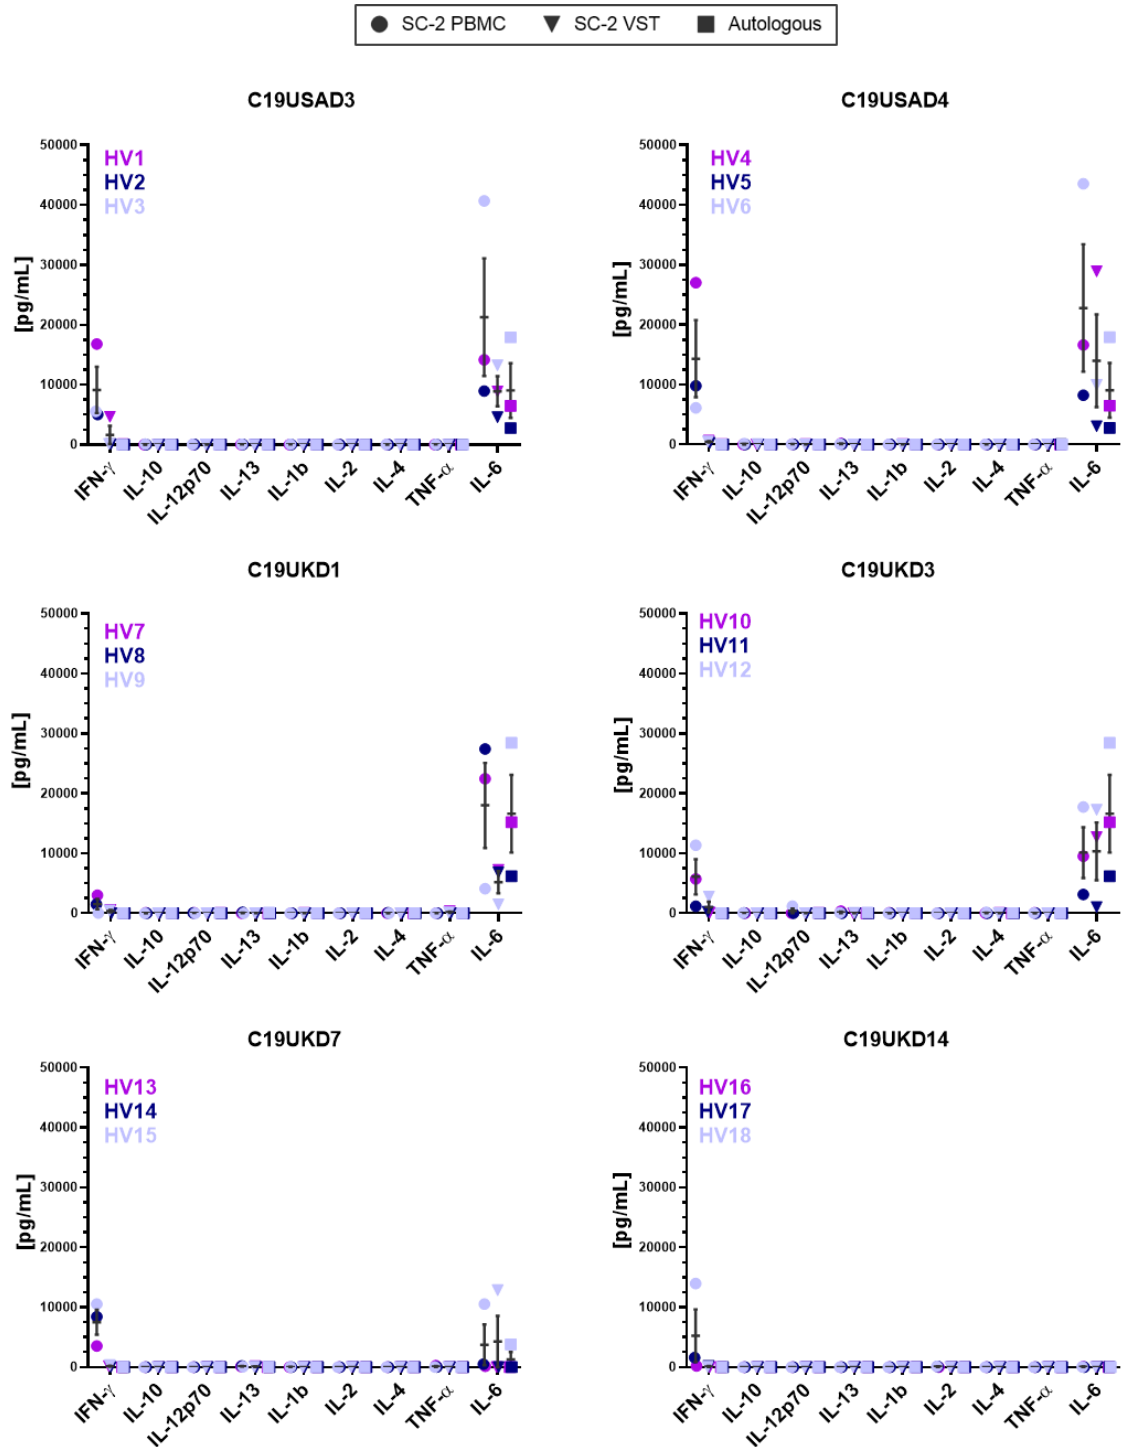 SC-2 PBMC SC-2 VST Autologous
C19USAD3
50000
40000
30000
20000
10000
0
[pg/mL]
HV1
HV2
HV3
IFN-γ IL-10 IL-12p70 IL-13 IL-1b IL-2 IL-4 TNF-α IL-6
C19USAD4
50000
40000
30000
20000
10000
0
[pg/mL]
HV4
HV5
HV6
IFN-γ IL-10 IL-12p70 IL-13 IL-1b IL-2 IL-4 TNF-α IL-6
C19UKD1
50000
40000
30000
20000
10000
0
[pg/mL]
HV7
HV8
HV9
IFN-γ IL-10 IL-12p70 IL-13 IL-1b IL-2 IL-4 TNF-α IL-6
C19UKD3
50000
40000
30000
20000
10000
0
[pg/mL]
HV10
HV11
HV12
IFN-γ IL-10 IL-12p70 IL-13 IL-1b IL-2 IL-4 TNF-α IL-6
C19UKD7
50000
40000
30000
20000
10000
0
[pg/mL]
HV13
HV14
HV15
IFN-γ IL-10 IL-12p70 IL-13 IL-1b IL-2 IL-4 TNF-α IL-6
C19UKD14
50000
40000
30000
20000
10000
0
[pg/mL]
HV16
HV17
HV18
IFN-γ IL-10 IL-12p70 IL-13 IL-1b IL-2 IL-4 TNF-α IL-6